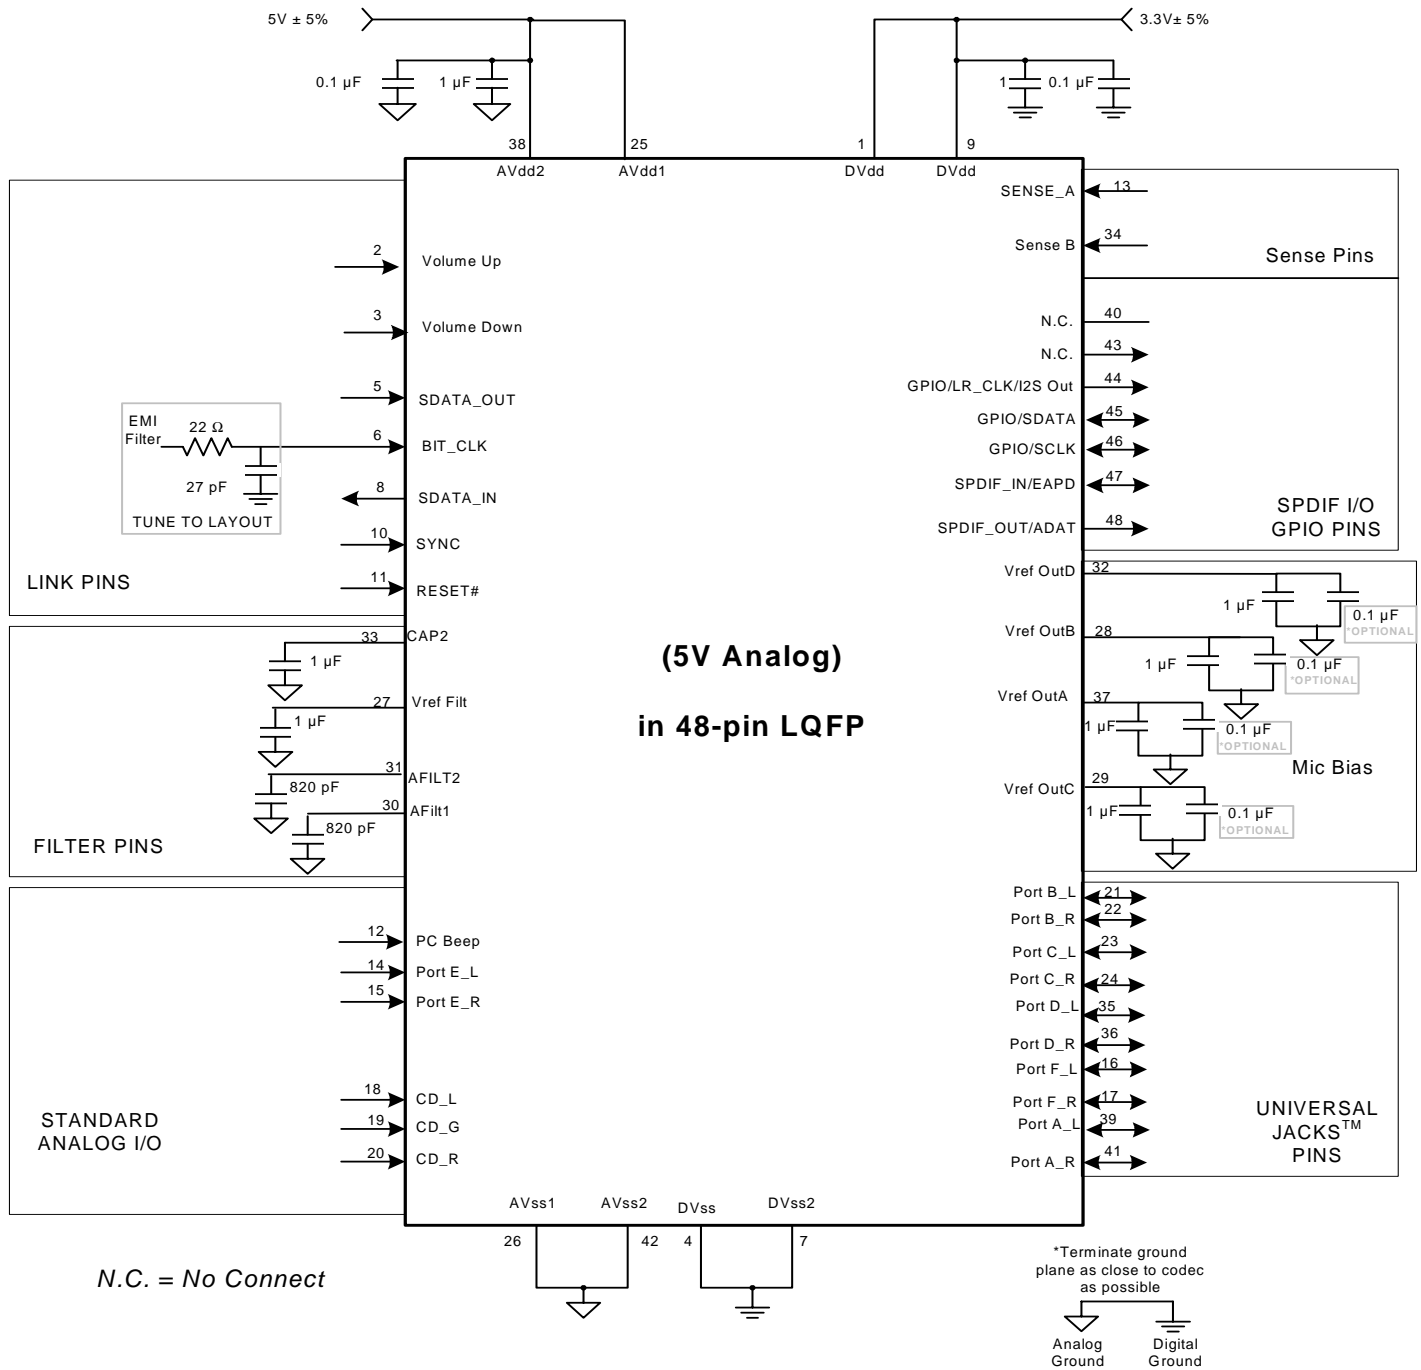 5V ± 5%
3.3V± 5%
0.1 µF
1 µF
1
0.1 µF
38
25
1
9
AVdd2
AVdd1
DVdd
DVdd
2
Volume Up
3
Volume Down
5
SDATA_OUT
EMI
Filter
22 Ω
27 pF
TUNE TO LAYOUT
6
BIT_CLK
8
SDATA_IN
10
SYNC
11
RESET#
LINK PINS
33
CAP2
1 µF
27
Vref Filt
1 µF
31
AFILT2
820 pF
30
AFilt1
820 pF
FILTER PINS
12
PC Beep
14
Port E_L
15
Port E_R
18
CD_L
19
CD_G
20
CD_R
STANDARD
ANALOG I/O
(5V Analog)
in 48-pin LQFP
SENSE_A
13
Sense B
34
Sense Pins
N.C.
40
N.C.
43
GPIO/LR_CLK/I2S Out
44
GPIO/SDATA
45
GPIO/SCLK
46
SPDIF_IN/EAPD
47
SPDIF_OUT/ADAT
48
SPDIF I/O
GPIO PINS
Vref OutD
32
1 µF
0.1 µF
*OPTIONAL
Vref OutB
28
1 µF
0.1 µF
*OPTIONAL
Vref OutA
37
1 µF
0.1 µF
*OPTIONAL
Mic Bias
Vref OutC
29
1 µF
0.1 µF
*OPTIONAL
Port B_L
21
Port B_R
22
Port C_L
23
Port C_R
24
Port D_L
35
Port D_R
36
Port F_L
16
Port F_R
17
Port A_L
39
Port A_R
41
UNIVERSAL
JACKS™
PINS
AVss1
AVss2
DVss
DVss2
26
42
4
7
N.C. = No Connect
*Terminate ground
plane as close to codec
as possible
Analog
Ground
Digital
Ground